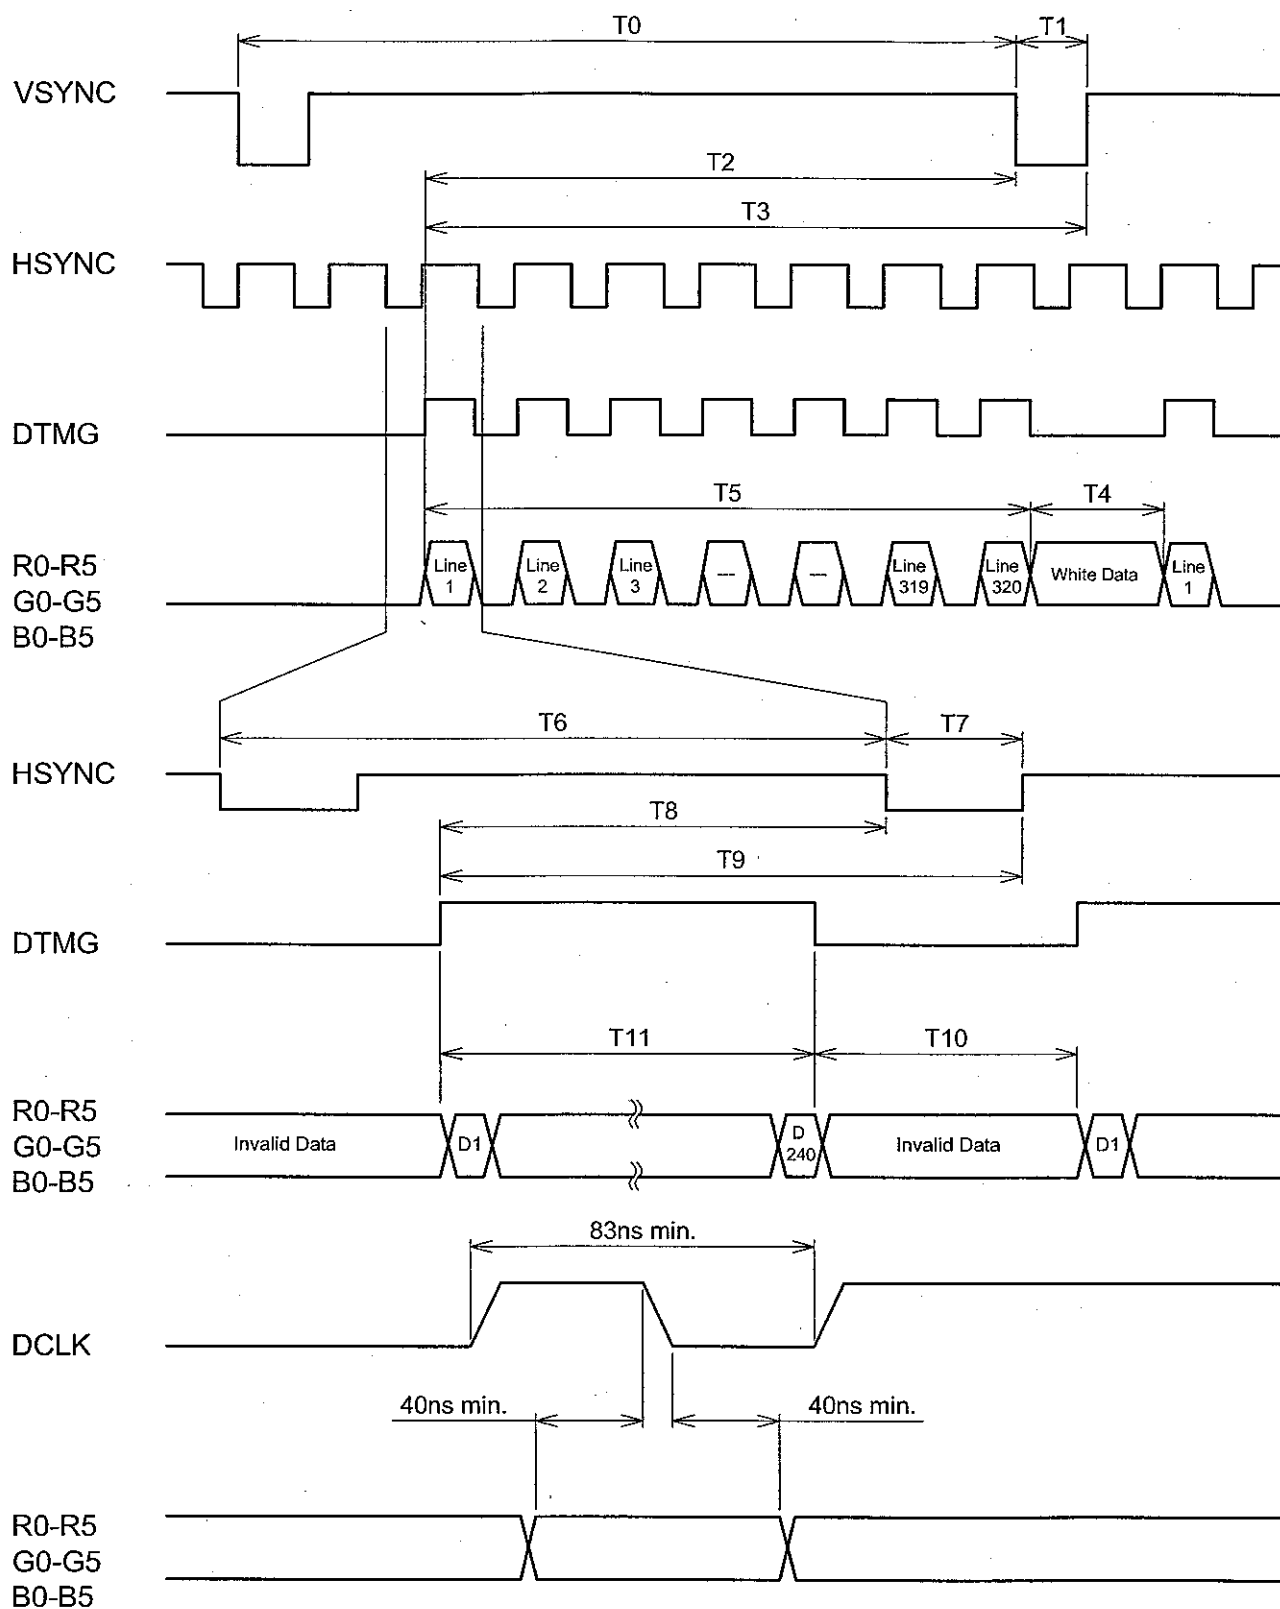 T0
T1
VSYNC
T2
T3
HSYNC
DTMG
T5
T4
R0-R5
G0-G5
B0-B5
Line
1
Line
2
Line
3
---
---
Line
319
Line
320
White Data
Line
1
T6
T7
HSYNC
T8
T9
DTMG
T11
T10
R0-R5
G0-G5
B0-B5
Invalid Data
D1
D
240
Invalid Data
D1
83ns min.
DCLK
40ns min.
40ns min.
R0-R5
G0-G5
B0-B5